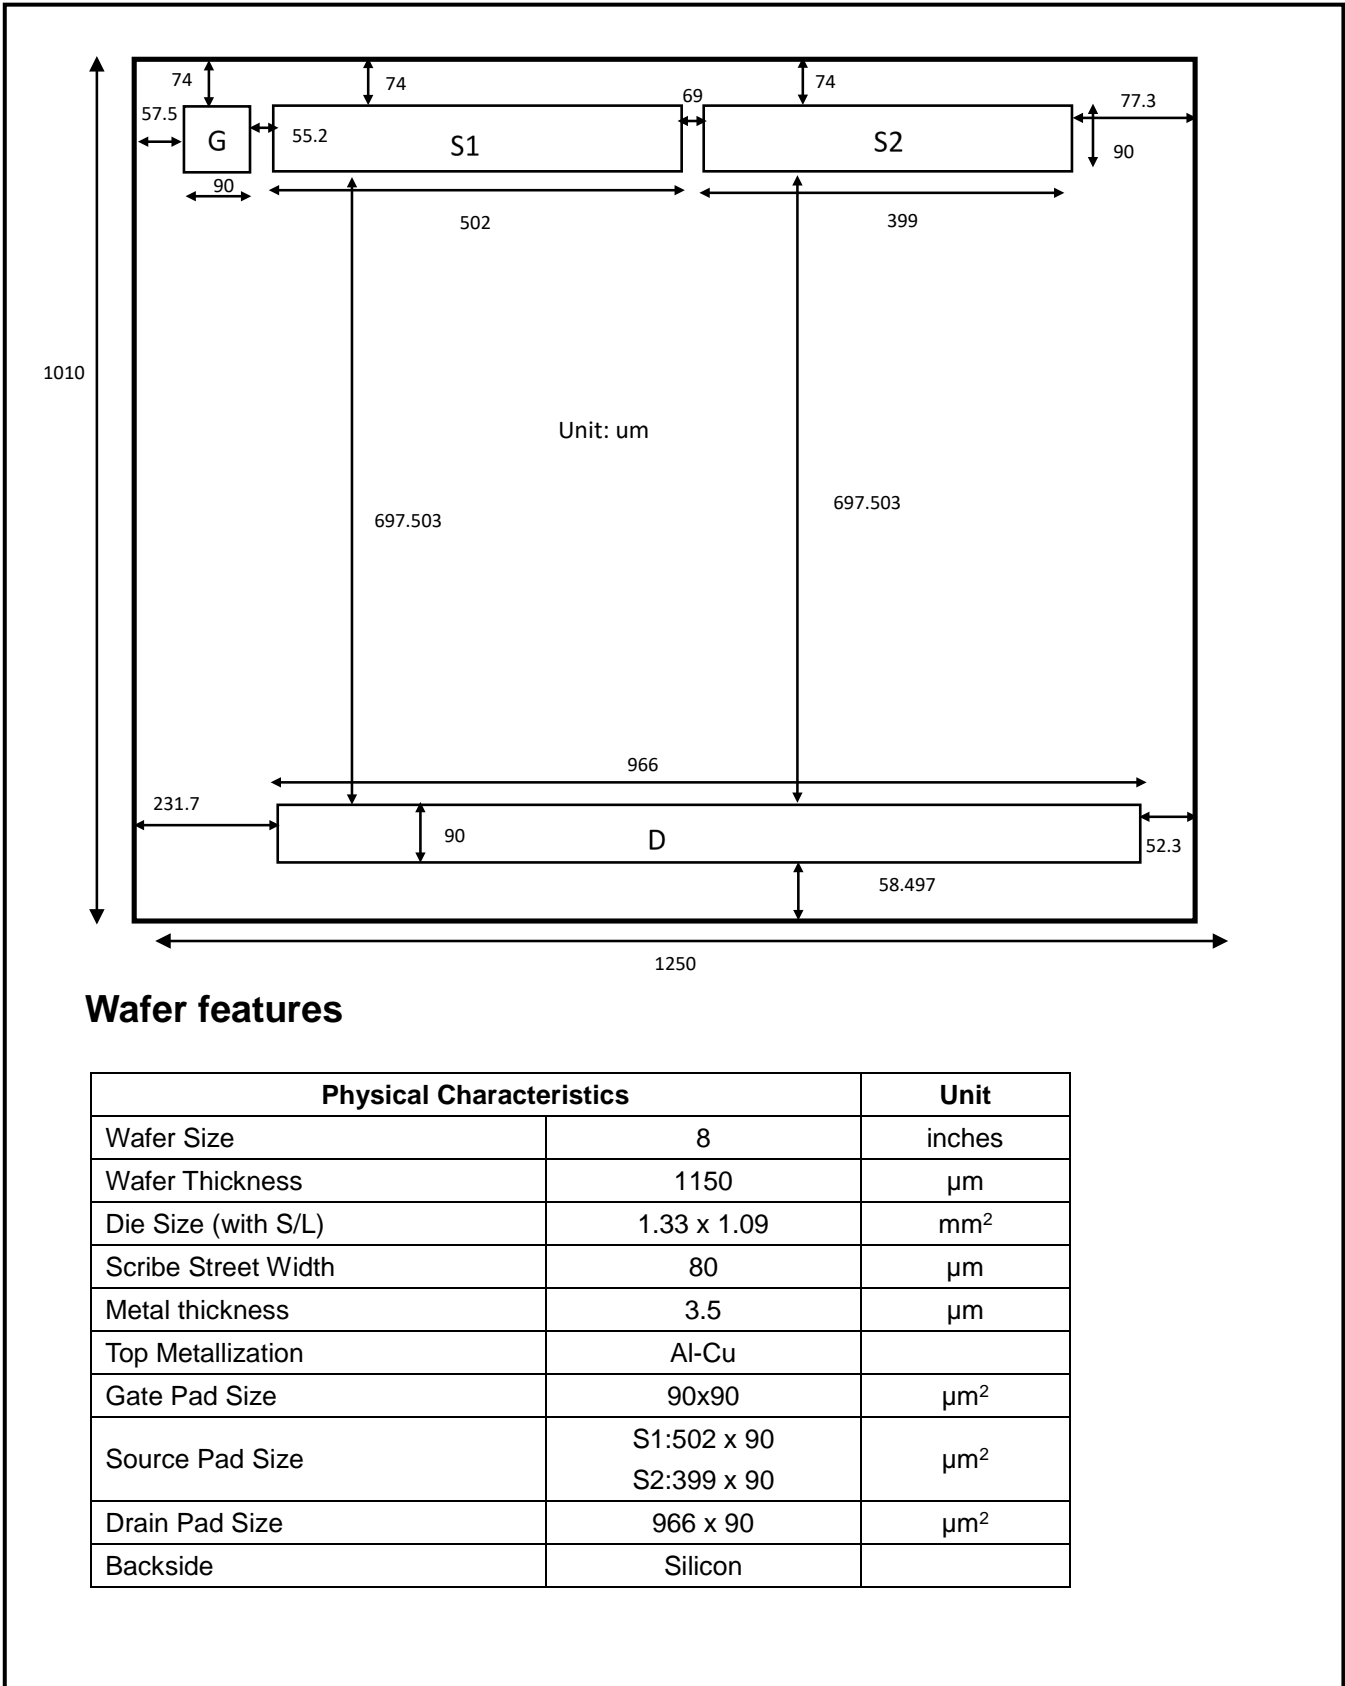 74
74
69
74
77.3
57.5
G
55.2
S1
S2
90
90
502
399
1010
Unit: um
697.503
697.503
966
231.7
90
D
52.3
58.497
1250
Wafer features
Physical Characteristics Unit
Wafer Size 8 inches
Wafer Thickness 1150 µm
Die Size (with S/L) 1.33 x 1.09 mm²
Scribe Street Width 80 µm
Metal thickness 3.5 µm
Top Metallization Al-Cu
Gate Pad Size 90x90 µm²
Source Pad Size S1:502 x 90 µm²
S2:399 x 90
Drain Pad Size 966 x 90 µm²
Backside Silicon